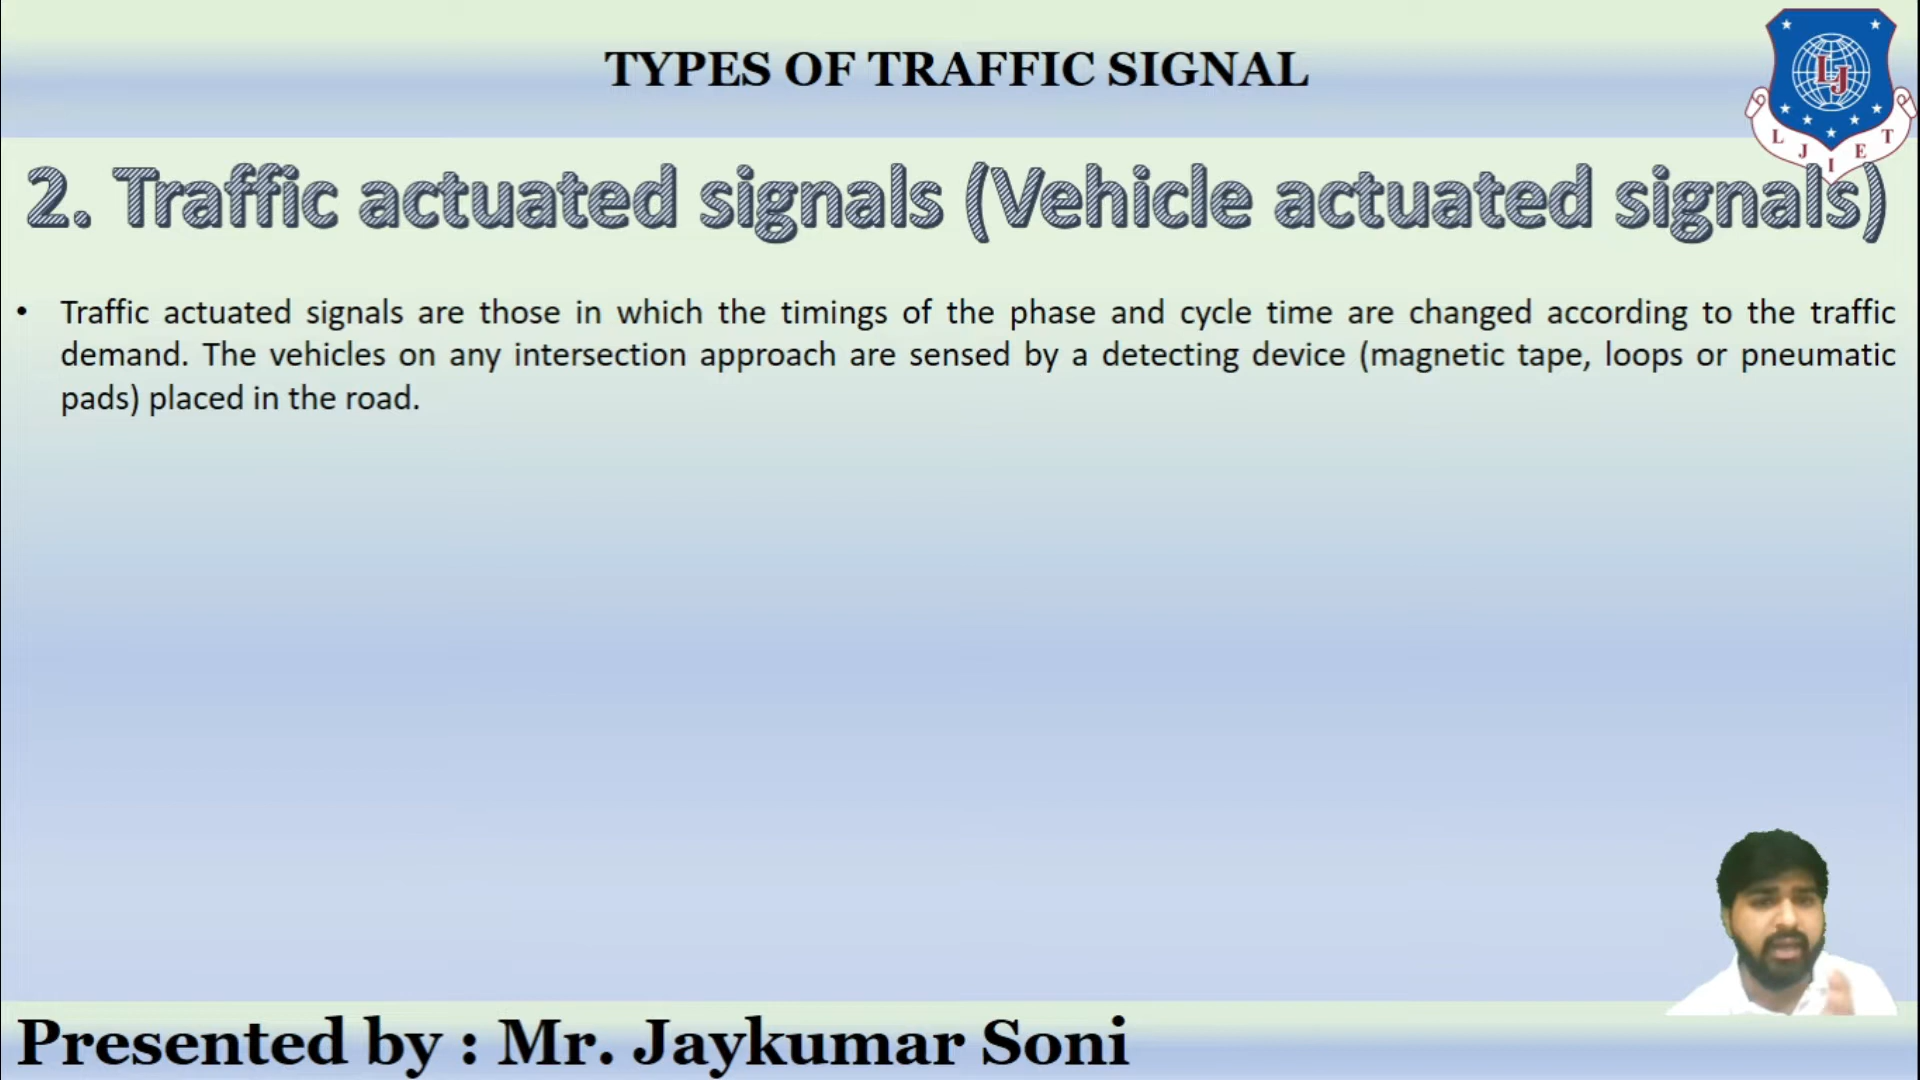 TYPES OF TRAFFIC SIGNAL
LJ
L J I E T
2. Traffic actuated signals (Vehicle actuated signals)
• Traffic actuated signals are those in which the timings of the phase and cycle time are changed according to the traffic
demand. The vehicles on any intersection approach are sensed by a detecting device (magnetic tape, loops or pneumatic
pads) placed in the road.
Presented by : Mr. Jaykumar Soni